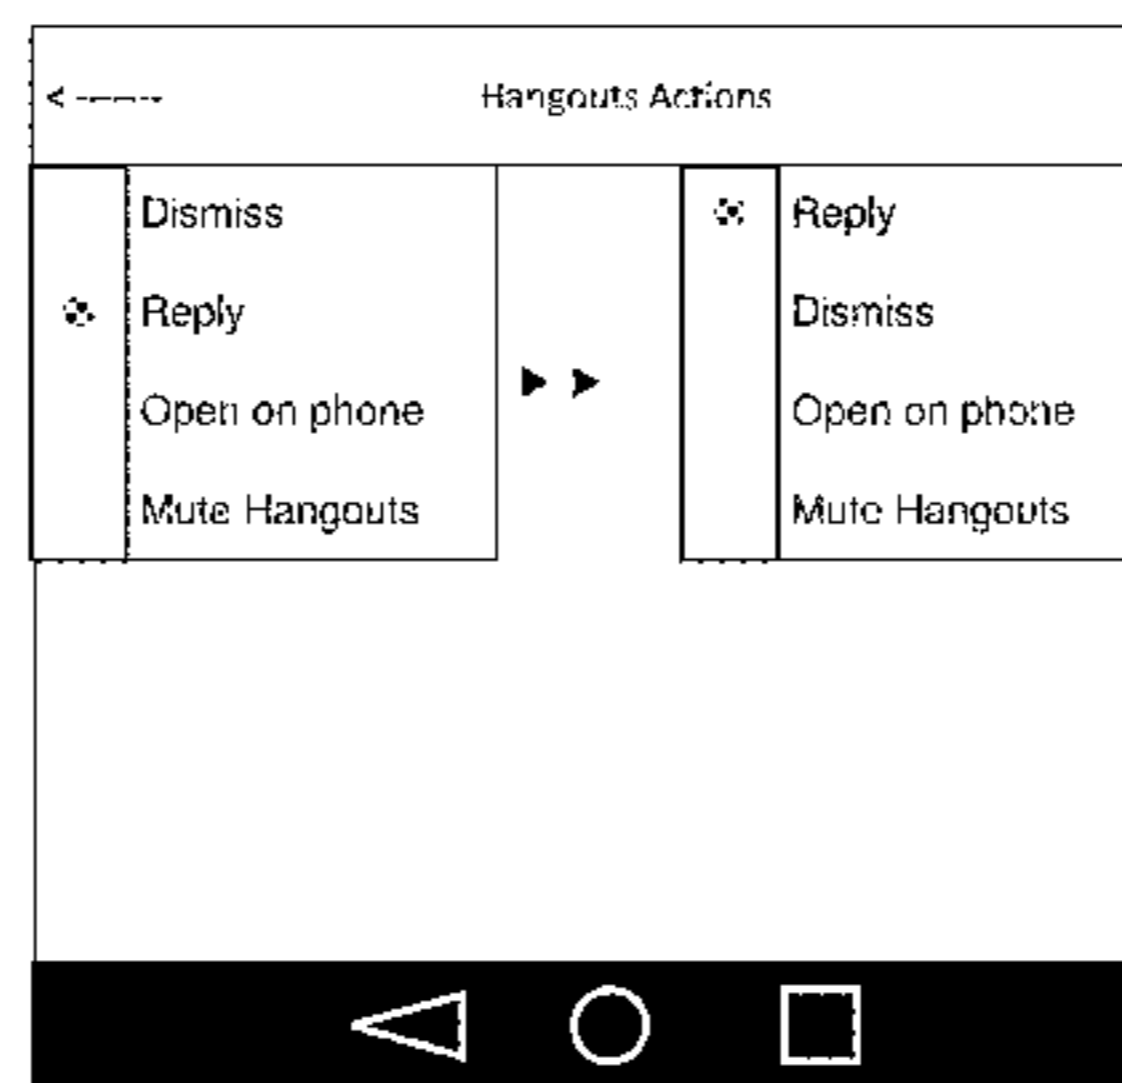 Hangouts Actions
Dismiss
Reply
Open on phone
Mute Hangouts
Reply
Dismiss
Open on phone
Mute Hangouts